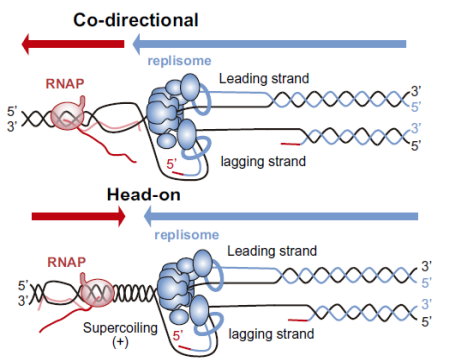 Co-directional
replisome
RNAP
Leading strand
3’
5’
5’
3’
3’
5’
5’
lagging strand
Head-on
replisome
RNAP
Leading strand
3’
5’
5’
3’
3’
5’
Supercoiling
(+)
5’
lagging strand